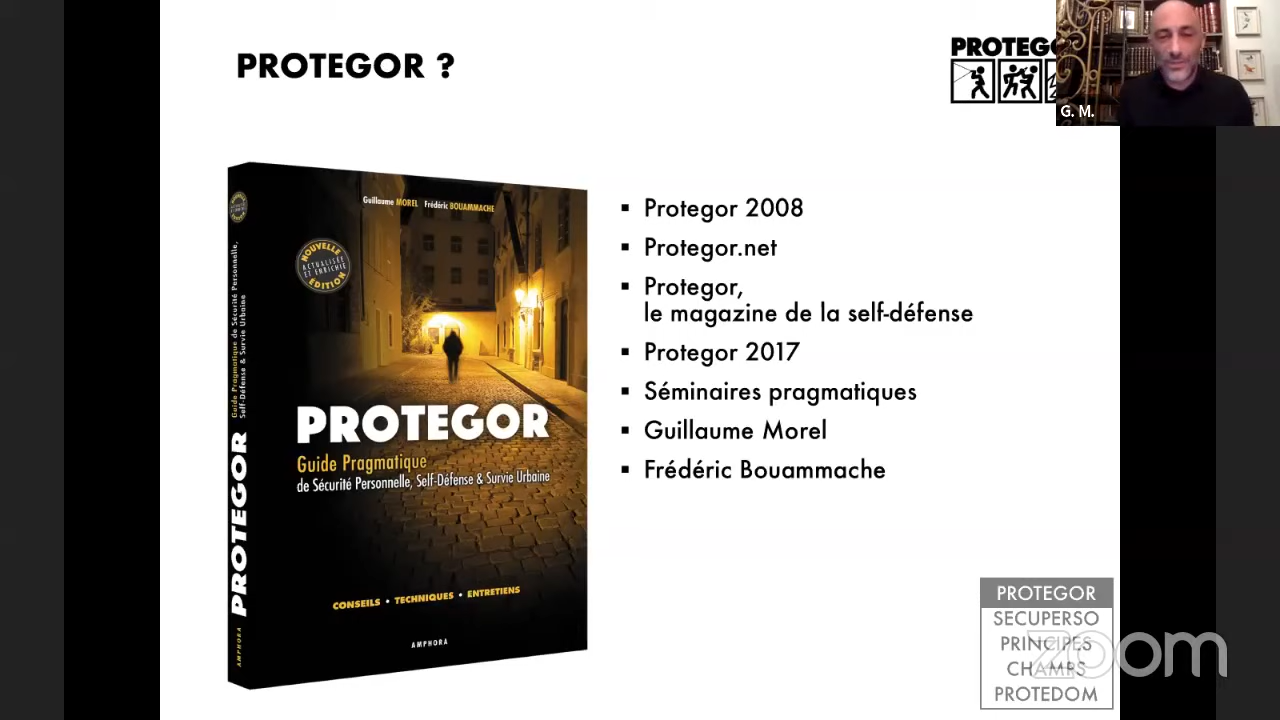 PROTEGOR ?
PROTEGO
G. M.
Guillaume MOREL Frédéric BOUAMMACHE
NOUVELLE
ACTUALISÉE
ET ENRICHIE
ÉDITION
PROTEGOR
Guide Pragmatique
de Sécurité Personnelle, Self-Défense & Survie Urbaine
CONSEILS • TECHNIQUES • ENTRETIENS
AMPHORA
Guide Pragmatique de Sécurité Personnelle,
Self-Défense & Survie Urbaine
PROTEGOR
AMPHORA
▪ Protegor 2008
▪ Protegor.net
▪ Protegor,
le magazine de la self-défense
▪ Protegor 2017
▪ Séminaires pragmatiques
▪ Guillaume Morel
▪ Frédéric Bouammache
PROTEGOR
SECUPERSO
PRINCIPES
CHAMPS
PROTEDOM
zoom